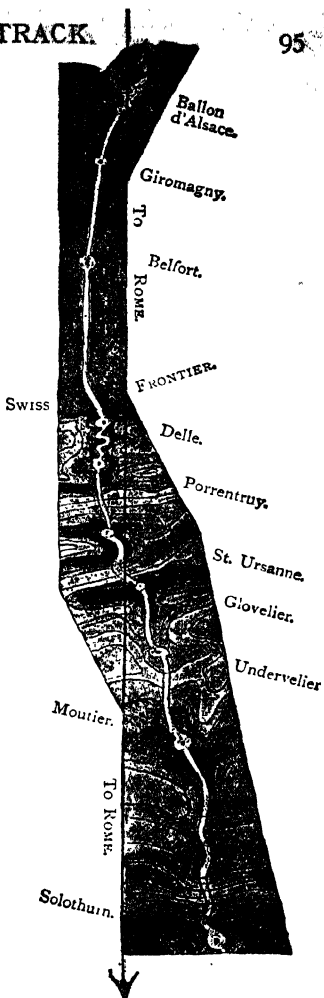 TRACK.
95
Ballon
d'Alsace.
Giromagny.
TO ROME.
Belfort.
FRONTIER.
SWISS
Delle.
Porrentruy.
St. Ursanne.
Glovelier.
Undervelier
Moutier.
TO ROME.
Solothurn.